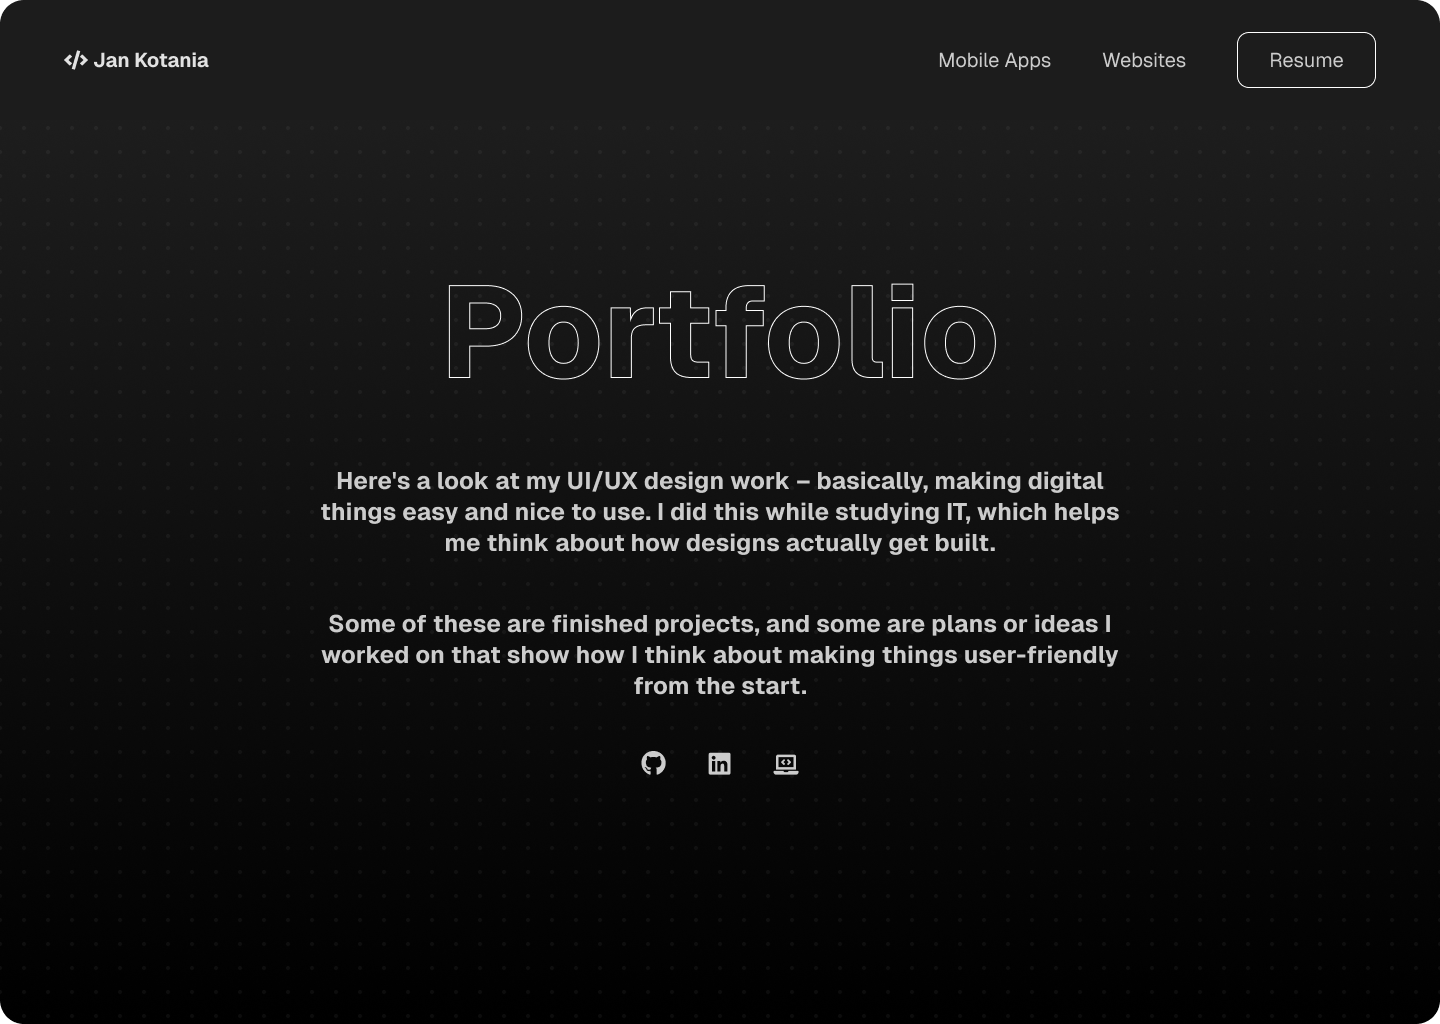 Jan Kotania
Mobile Apps
Websites
Resume
Portfolio
Here's a look at my UI/UX design work – basically, making digital
things easy and nice to use. I did this while studying IT, which helps
me think about how designs actually get built.
Some of these are finished projects, and some are plans or ideas I
worked on that show how I think about making things user-friendly
from the start.